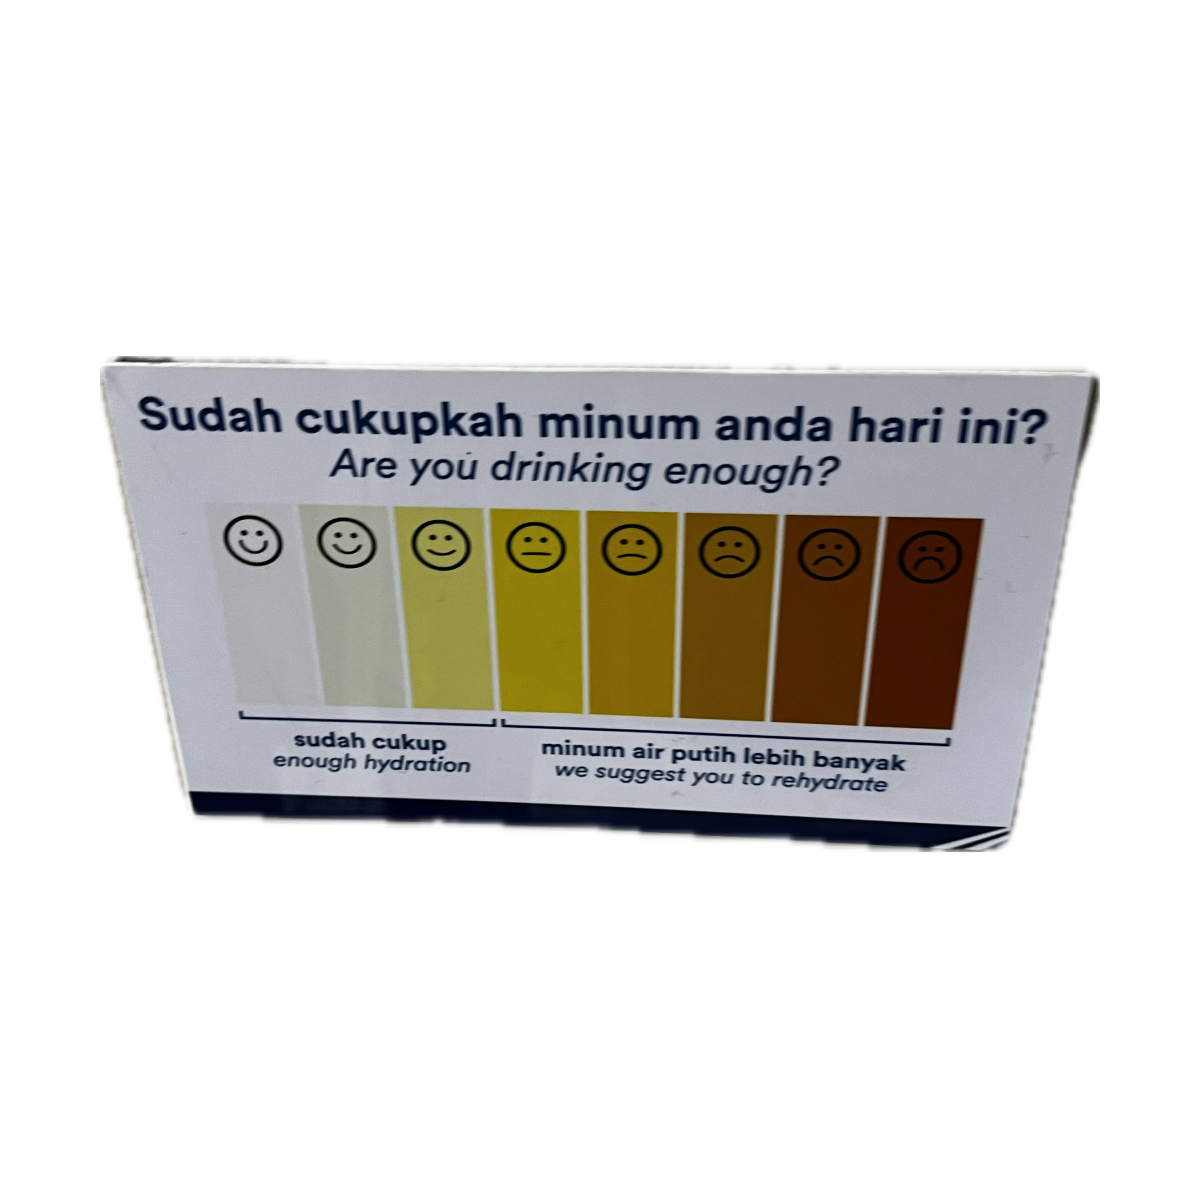 Sudah cukupkah minum anda hari ini?
Are you drinking enough?
sudah cukup
enough hydration
minum air putih lebih banyak
we suggest you to rehydrate